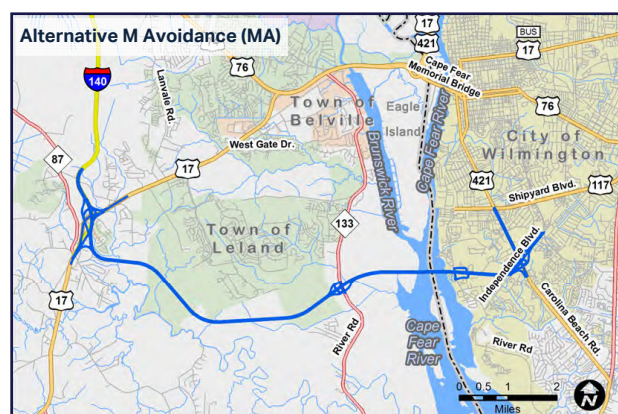 Alternative M Avoidance (MA)
140
Lanvale Rd.
76
17
421
Cape Fear
Memorial Bridge
BUS
17
Town of
Belville
Eagle
Island
76
West Gate Dr.
87
17
Brunswick River
Cape Fear River
City of
Wilmington
421
Shipyard Blvd.
117
Town of
Leland
133
Independence Blvd.
17
River Rd
Cape
Fear
River
River Rd
Carolina Beach Rd.
0 0.5 1 2
Miles
N